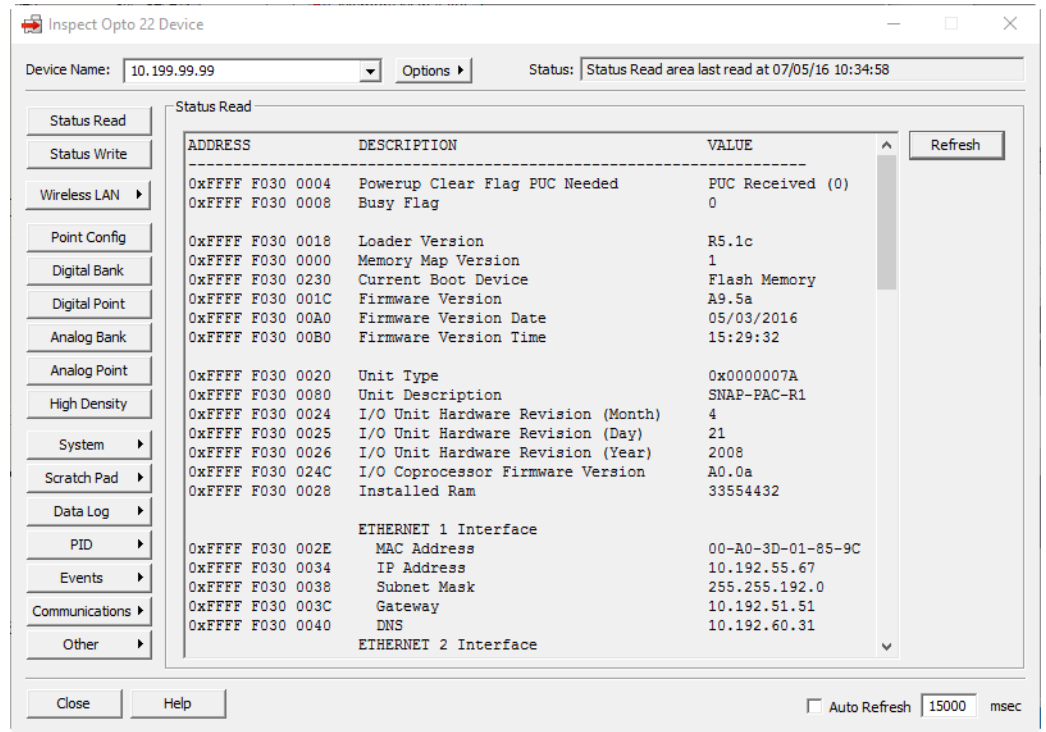 Inspect Opto 22 Device
Device Name: 10.199.99.99 Options Status: Status Read area last read at 07/05/16 10:34:58
Status Read
Status Write
Wireless LAN
Point Config
Digital Bank
Digital Point
Analog Bank
Analog Point
High Density
System
Scratch Pad
Data Log
PID
Events
Communications
Other
Status Read
ADDRESS DESCRIPTION VALUE
--------------------------------------------------------------------------------
0xFFFF F030 0004 Powerup Clear Flag PUC Needed PUC Received (0)
0xFFFF F030 0008 Busy Flag 0
0xFFFF F030 0018 Loader Version R5.1c
0xFFFF F030 0000 Memory Map Version 1
0xFFFF F030 0230 Current Boot Device Flash Memory
0xFFFF F030 001C Firmware Version A9.5a
0xFFFF F030 00A0 Firmware Version Date 05/03/2016
0xFFFF F030 00B0 Firmware Version Time 15:29:32
0xFFFF F030 0020 Unit Type 0x0000007A
0xFFFF F030 0080 Unit Description SNAP-PAC-R1
0xFFFF F030 0024 I/O Unit Hardware Revision (Month) 4
0xFFFF F030 0025 I/O Unit Hardware Revision (Day) 21
0xFFFF F030 0026 I/O Unit Hardware Revision (Year) 2008
0xFFFF F030 024C I/O Coprocessor Firmware Version A0.0a
0xFFFF F030 0028 Installed Ram 33554432
ETHERNET 1 Interface
0xFFFF F030 002E MAC Address 00-A0-3D-01-85-9C
0xFFFF F030 0034 IP Address 10.192.55.67
0xFFFF F030 0038 Subnet Mask 255.255.192.0
0xFFFF F030 003C Gateway 10.192.51.51
0xFFFF F030 0040 DNS 10.192.60.31
ETHERNET 2 Interface
Refresh
Close Help Auto Refresh 15000 msec